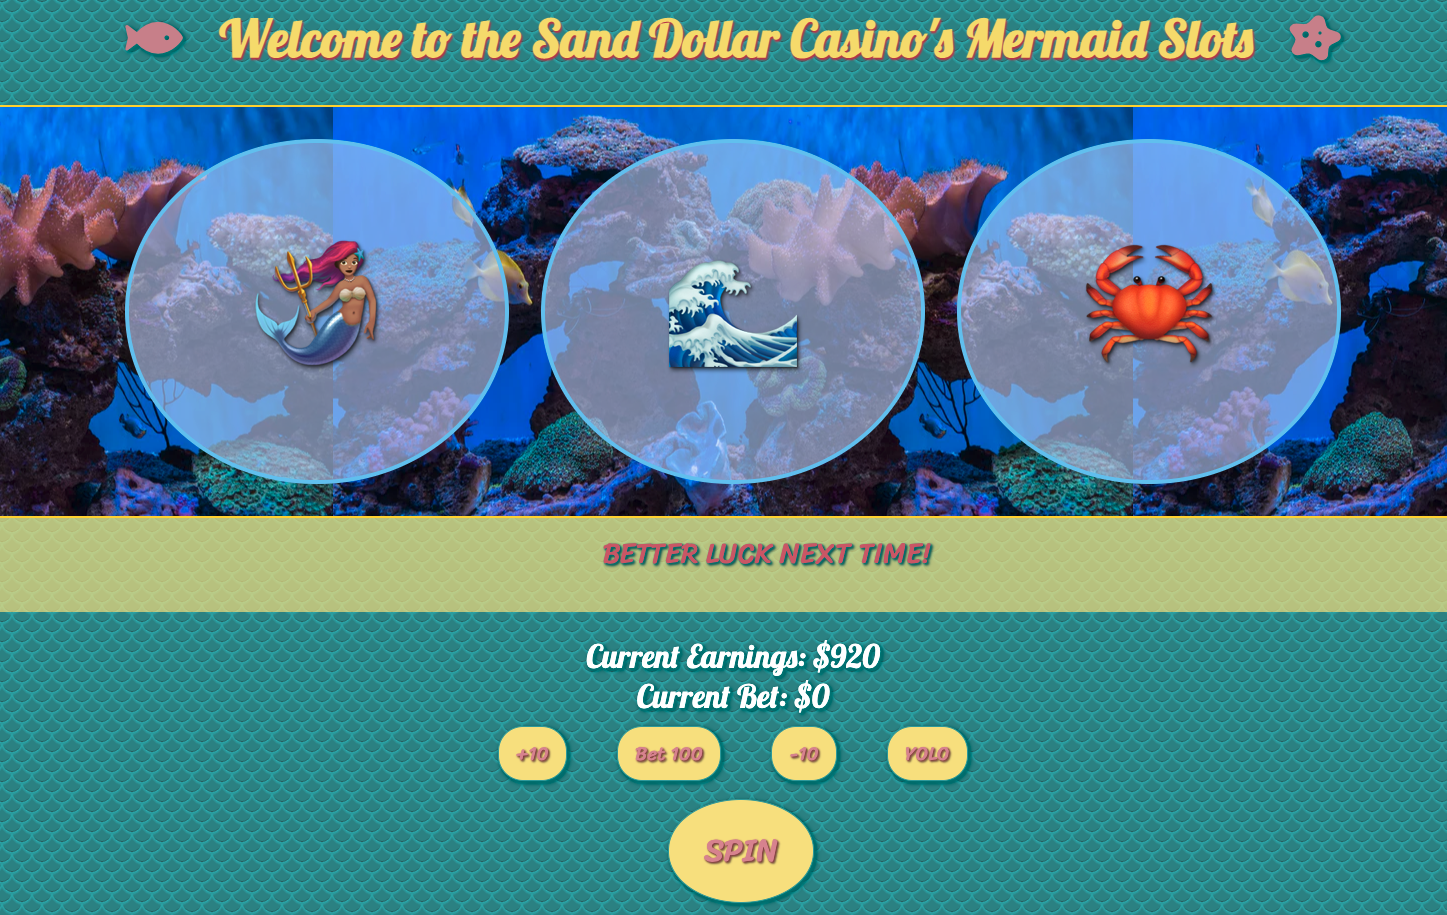 Welcome to the Sand Dollar Casino's Mermaid Slots
BETTER LUCK NEXT TIME!
Current Earnings: $920
Current Bet: $0
+10 Bet 100 -10 YOLO
SPIN